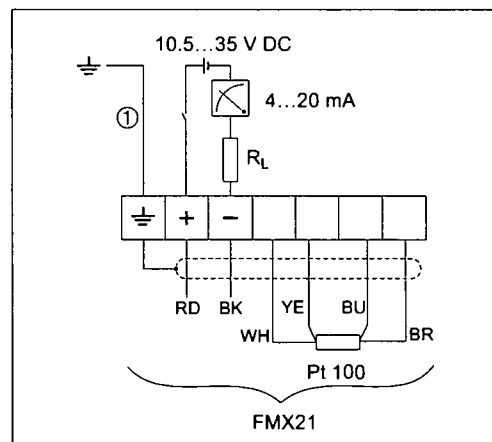 10.5...35 V DC
4...20 mA
①
R_L
+ −
RD BK YE BU
WH BR
Pt 100
FMX21